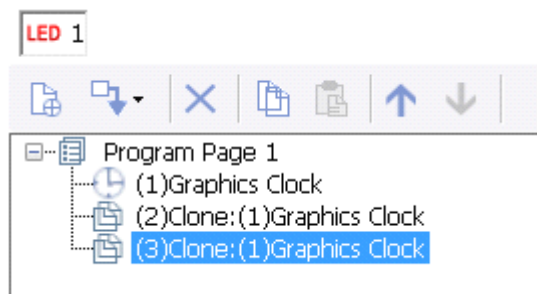 LED 1
Program Page 1
(1)Graphics Clock
(2)Clone:(1)Graphics Clock
(3)Clone:(1)Graphics Clock